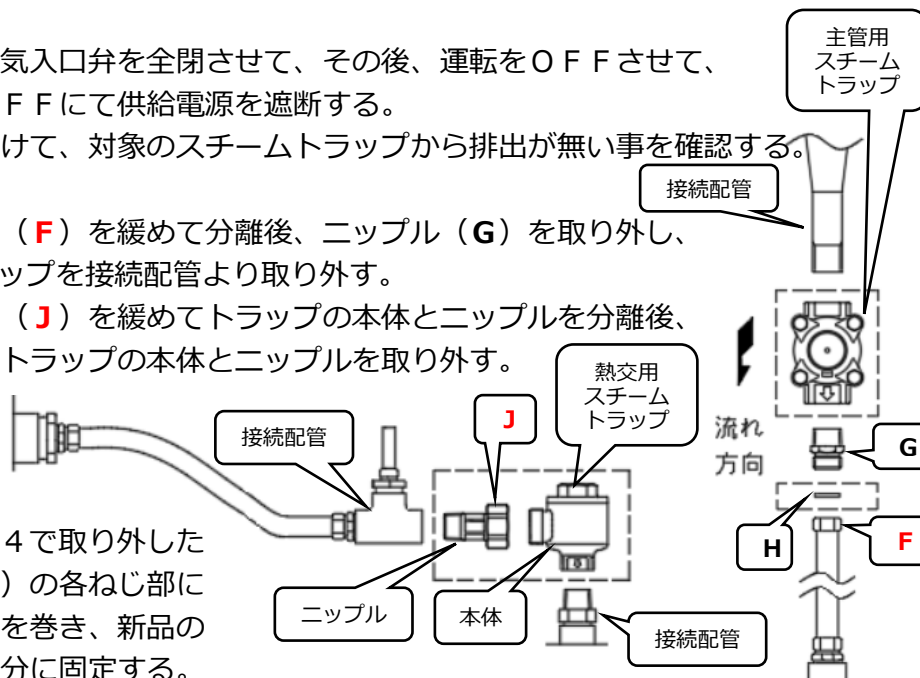 気入口弁を全閉させて、その後、運転をＯＦＦさせて、
ＦＦにて供給電源を遮断する。
けて、対象のスチームトラップから排出が無い事を確認する。
（F）を緩めて分離後、ニップル（G）を取り外し、
ップを接続配管より取り外す。
（J）を緩めてトラップの本体とニップルを分離後、
トラップの本体とニップルを取り外す。
主管用
スチーム
トラップ
接続配管
熱交用
スチーム
トラップ
J
接続配管
流れ
方向
G
H
F
ニップル
本体
接続配管
４で取り外した
）の各ねじ部に
を巻き、新品の
分に固定する。